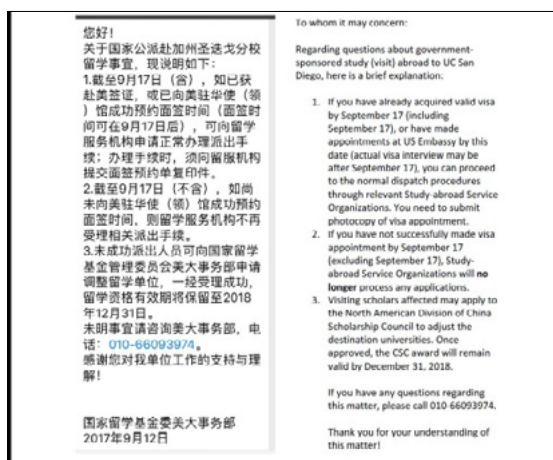 您好！
关于国家公派赴加州圣迭戈分校
留学事宜，现说明如下：
1.截至9月17日（含），如已获
赴美签证，或已向美驻华使（领
）馆成功预约面签时间（面签时
间可在9月17日后），可向留学
服务机构申请正常办理派出手
续；办理手续时，须向留服机构
提交面签预约单复印件。
2.截至9月17日（不含），如尚
未向美驻华使（领）馆成功预约
面签时间，则留学服务机构不再
受理相关派出手续。
3.未成功派出人员可向国家留学
基金管理委员会美大事务部申请
调整留学单位，一经受理成功，
留学资格有效期将保留至2018
年12月31日。
未明事宜请咨询美大事务部，电
话：010-66093974。
感谢您对我单位工作的支持与理
解！
国家留学基金委美大事务部
2017年9月12日
To whom it may concern:
Regarding questions about government-
sponsored study (visit) abroad to UC San
Diego, here is a brief explanation:
1. If you have already acquired valid visa
by September 17 (including
September 17), or have made
appointments at US Embassy by this
date (actual visa interview may be
after September 17), you can proceed
to the normal dispatch procedures
through relevant Study-abroad Service
Organizations. You need to submit
photocopy of visa appointment.
2. If you have not successfully made visa
appointment by September 17
(excluding September 17), Study-
abroad Service Organizations will no
longer process any applications.
3. Visiting scholars affected may apply to
the North American Division of China
Scholarship Council to adjust the
destination universities. Once
approved, the CSC award will remain
valid by December 31, 2018.
If you have any questions regarding
this matter, please call 010-66093974.
Thank you for your understanding of
this matter!